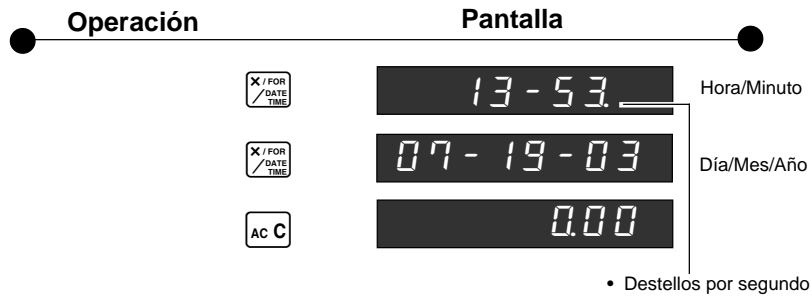 Operación Pantalla
X / FOR
/ DATE
TIME
13-53.
Hora/Minuto
X / FOR
/ DATE
TIME
07-19-03
Día/Mes/Año
AC C
0.00
• Destellos por segundo